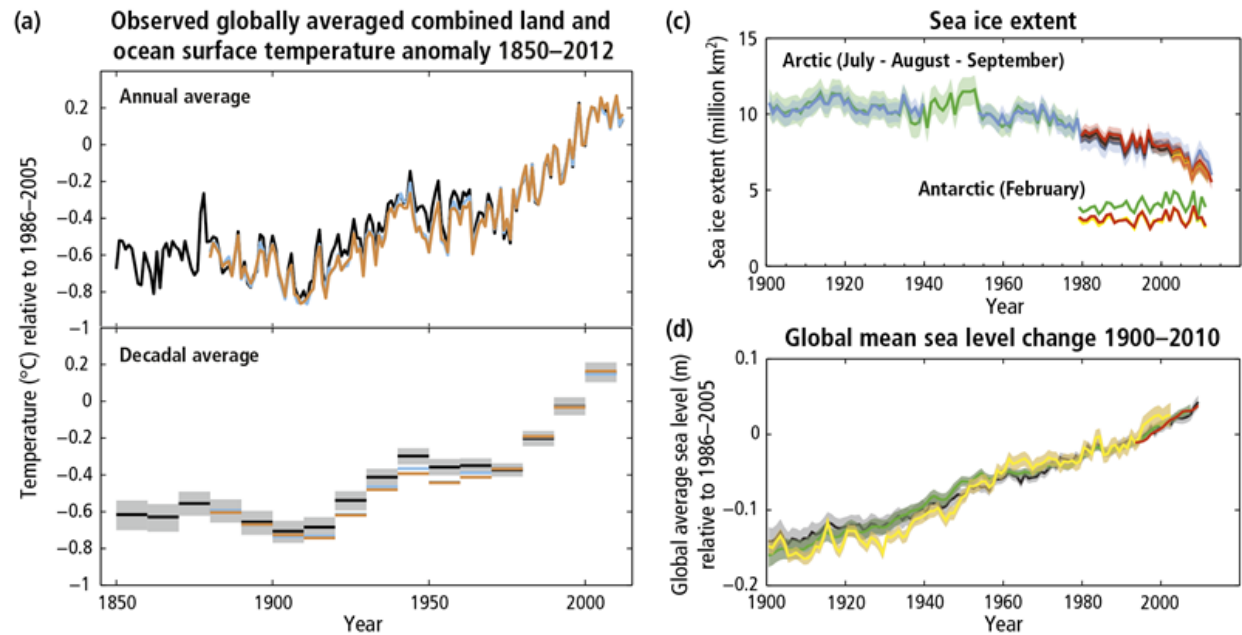 (a)
Observed globally averaged combined land and
ocean surface temperature anomaly 1850–2012
Annual average
0.2
0
−0.2
−0.4
−0.6
−0.8
−1
Decadal average
0.2
0
−0.2
−0.4
−0.6
−0.8
−1
Temperature (°C) relative to 1986–2005
1850
1900
1950
2000
Year
(c)
Sea ice extent
15
10
5
0
Arctic (July - August - September)
Antarctic (February)
Sea ice extent (million km²)
1900
1920
1940
1960
1980
2000
Year
(d)
Global mean sea level change 1900–2010
0.1
0
−0.1
−0.2
Global average sea level (m)
relative to 1986–2005
1900
1920
1940
1960
1980
2000
Year